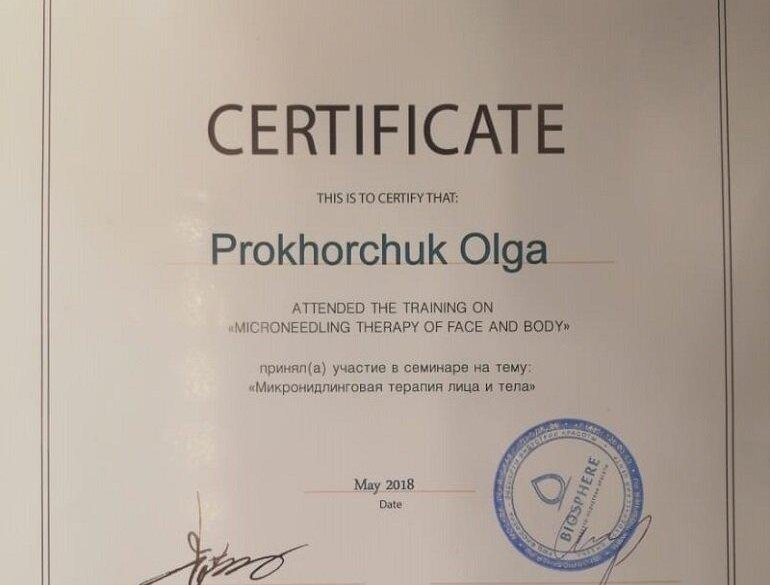 CERTIFICATE
THIS IS TO CERTIFY THAT:
Prokhorchuk Olga
ATTENDED THE TRAINING ON
«MICRONEEDLING THERAPY OF FACE AND BODY»
принял(а) участие в семинаре на тему:
«Микронидлинговая терапия лица и тела»
May 2018
Date
BIOSPHERE